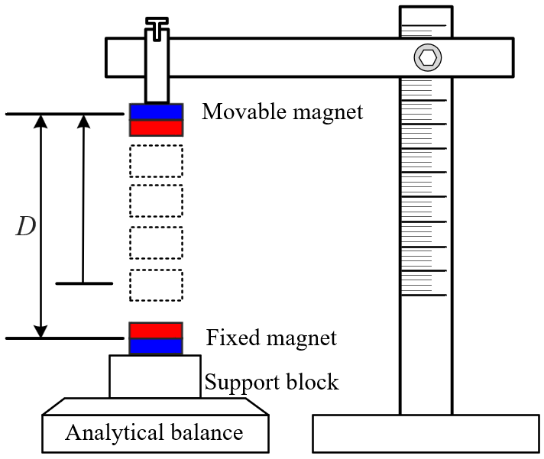 Movable magnet
D
Fixed magnet
Support block
Analytical balance